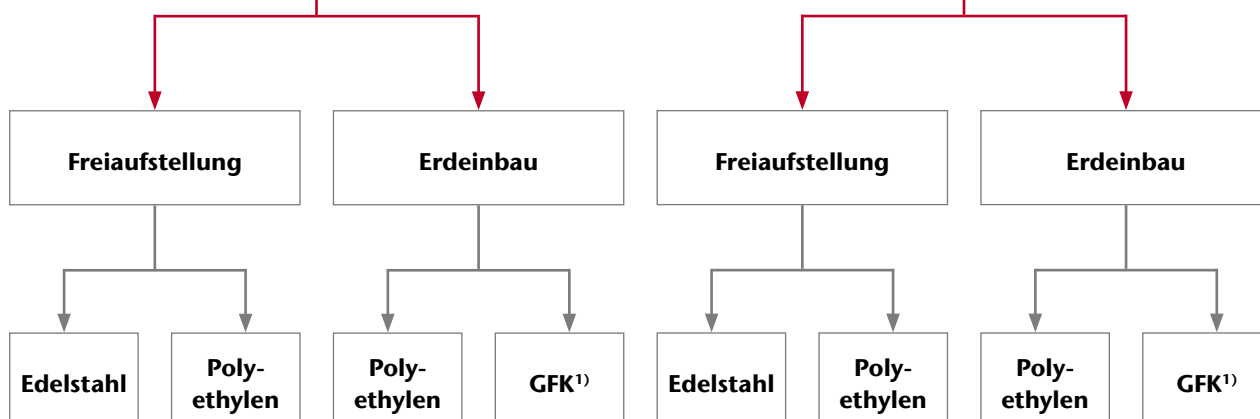 Freiaufstellung
Erdeinbau
Freiaufstellung
Erdeinbau
Edelstahl
Poly-
ethylen
Poly-
ethylen
GFK¹⁾
Edelstahl
Poly-
ethylen
Poly-
ethylen
GFK¹⁾